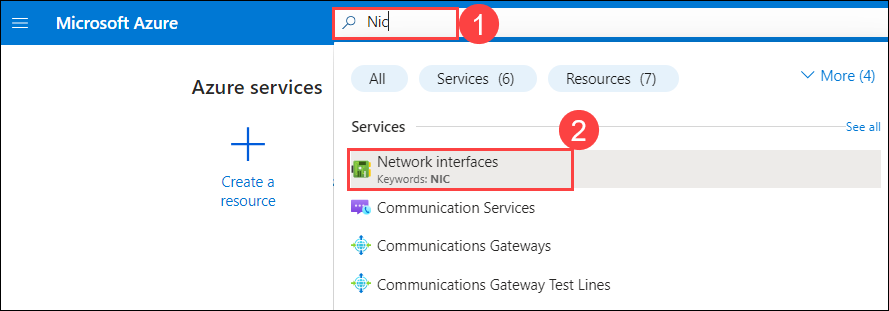 Microsoft Azure
Nic
1
All
Services (6)
Resources (7)
More (4)
Azure services
2
Services
See all
Network interfaces
Keywords: NIC
Create a
resource
Communication Services
Communications Gateways
Communications Gateway Test Lines